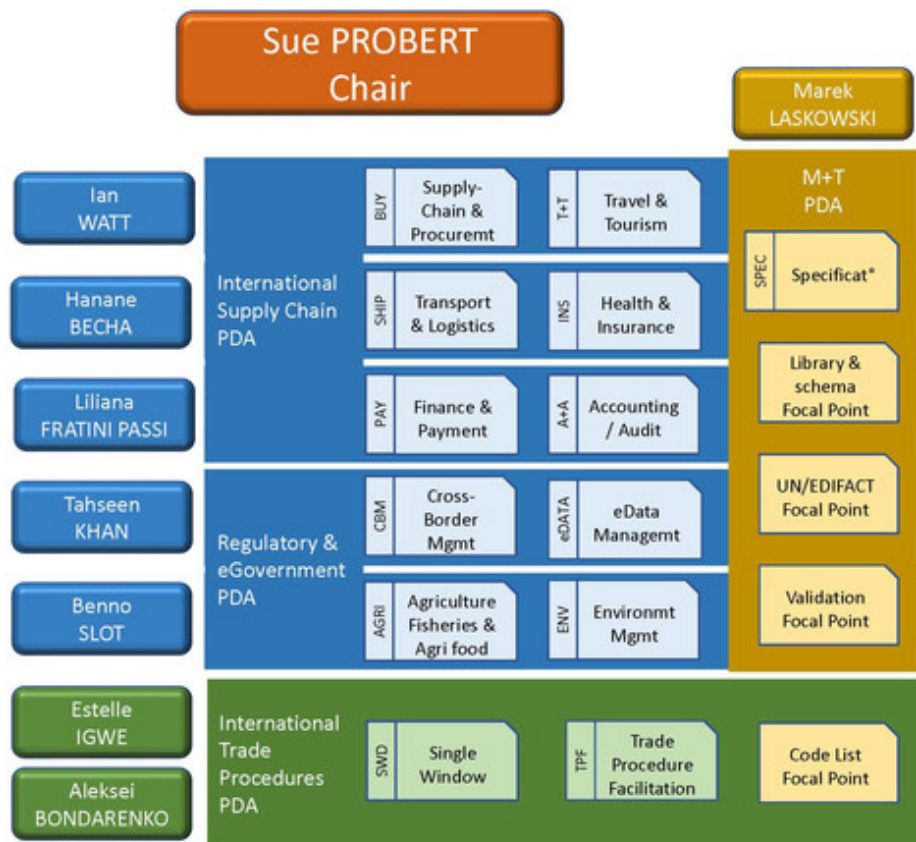 Sue PROBERT
Chair
Marek
LASKOWSKI
Ian
WATT
Hanane
BECHA
Liliana
FRATINI PASSI
Tahseen
KHAN
Benno
SLOT
Estelle
IGWE
Aleksei
BONDARENKO
International
Supply Chain
PDA
BUY
Supply-
Chain &
Procuremt
T+T
Travel &
Tourism
SHIP
Transport
& Logistics
INS
Health &
Insurance
PAY
Finance &
Payment
A+A
Accounting
/ Audit
Regulatory &
eGovernment
PDA
CBM
Cross-
Border
Mgmt
eDATA
eData
Managemt
AGRI
Agriculture
Fisheries &
Agri food
ENV
Environmt
Mgmt
M+T
PDA
SPEC
Specificat°
Library &
schema
Focal Point
UN/EDIFACT
Focal Point
Validation
Focal Point
International
Trade
Procedures
PDA
SWD
Single
Window
TPF
Trade
Procedure
Facilitation
Code List
Focal Point